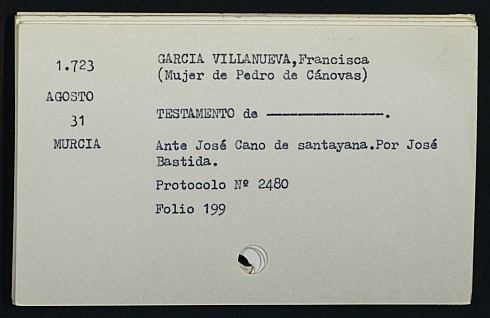 1.723
AGOSTO
31
MURCIA
GARCIA VILLANUEVA,Francisca
(Mujer de Pedro de Cánovas)
TESTAMENTO de ——————————.
Ante José Cano de santayana.Por José
Bastida.
Protocolo Nº 2480
Folio 199